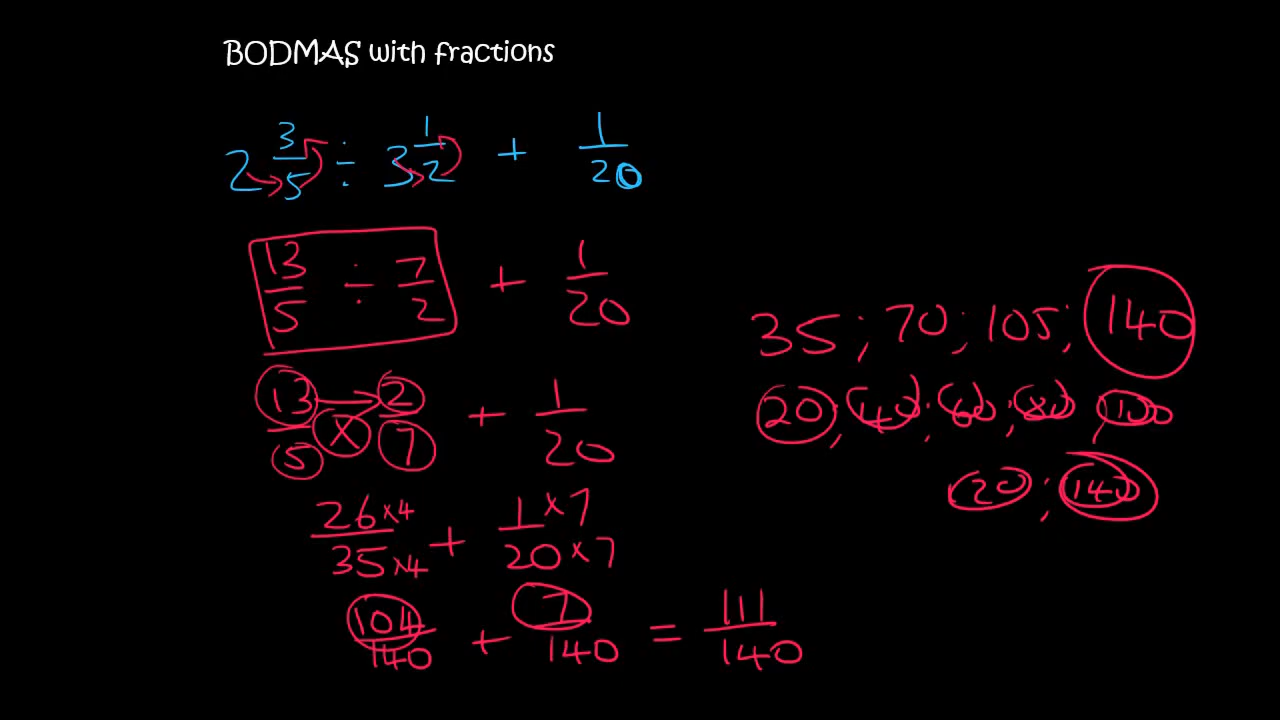 BODMAS with fractions
2 3/5 ÷ 3 1/2 + 1/20
13/5 ÷ 7/2 + 1/20
13/5 × 2/7 + 1/20
26×4/35×4 + 1×7/20×7
104/140 + 7/140 = 111/140
35; 70; 105; 140
20; 40; 60; 80, 100
20; 140